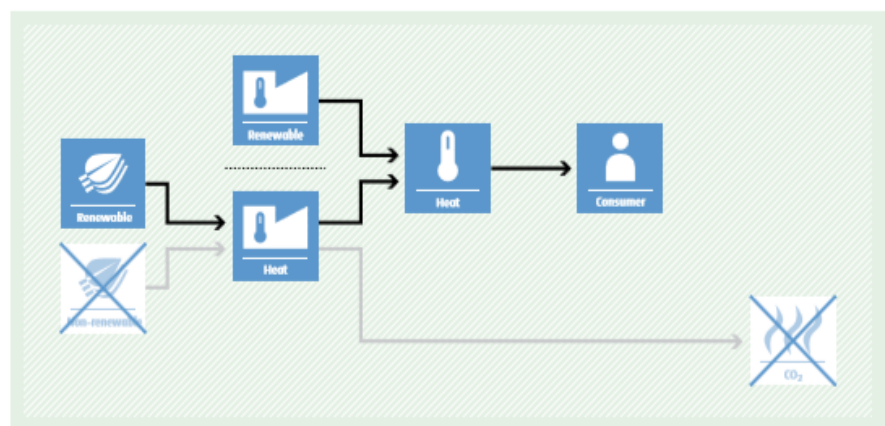 Renewable
Renewable
Heat
Consumer
Heat
Non-renewable
CO₂